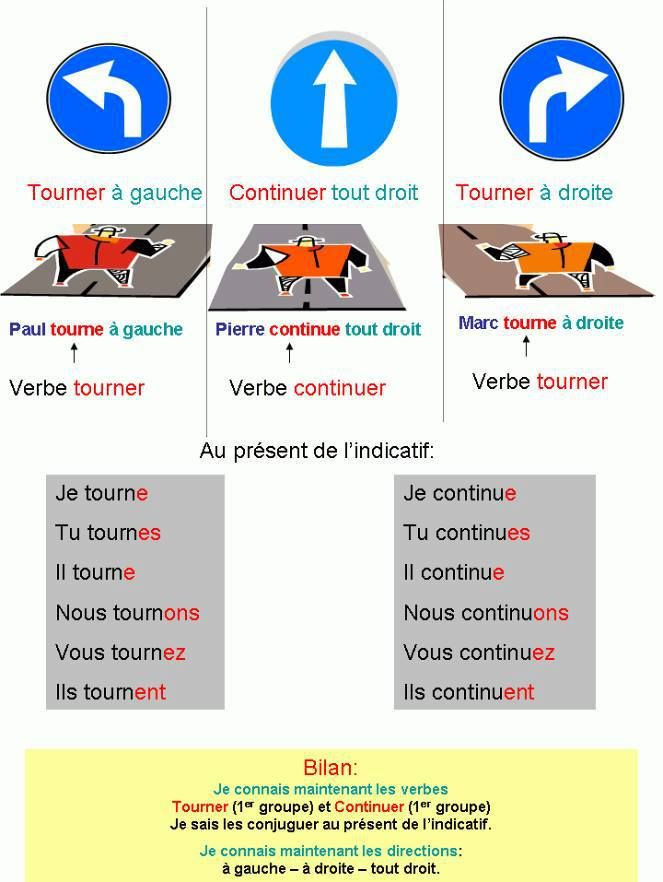 Tourner à gauche
Continuer tout droit
Tourner à droite
Paul tourne à gauche
Pierre continue tout droit
Marc tourne à droite
Verbe tourner
Verbe continuer
Verbe tourner
Au présent de l’indicatif:
Je tourne
Tu tournes
Il tourne
Nous tournons
Vous tournez
Ils tournent
Je continue
Tu continues
Il continue
Nous continuons
Vous continuez
Ils continuent
Bilan:
Je connais maintenant les verbes
Tourner (1er groupe) et Continuer (1er groupe)
Je sais les conjuguer au présent de l’indicatif.
Je connais maintenant les directions:
à gauche – à droite – tout droit.